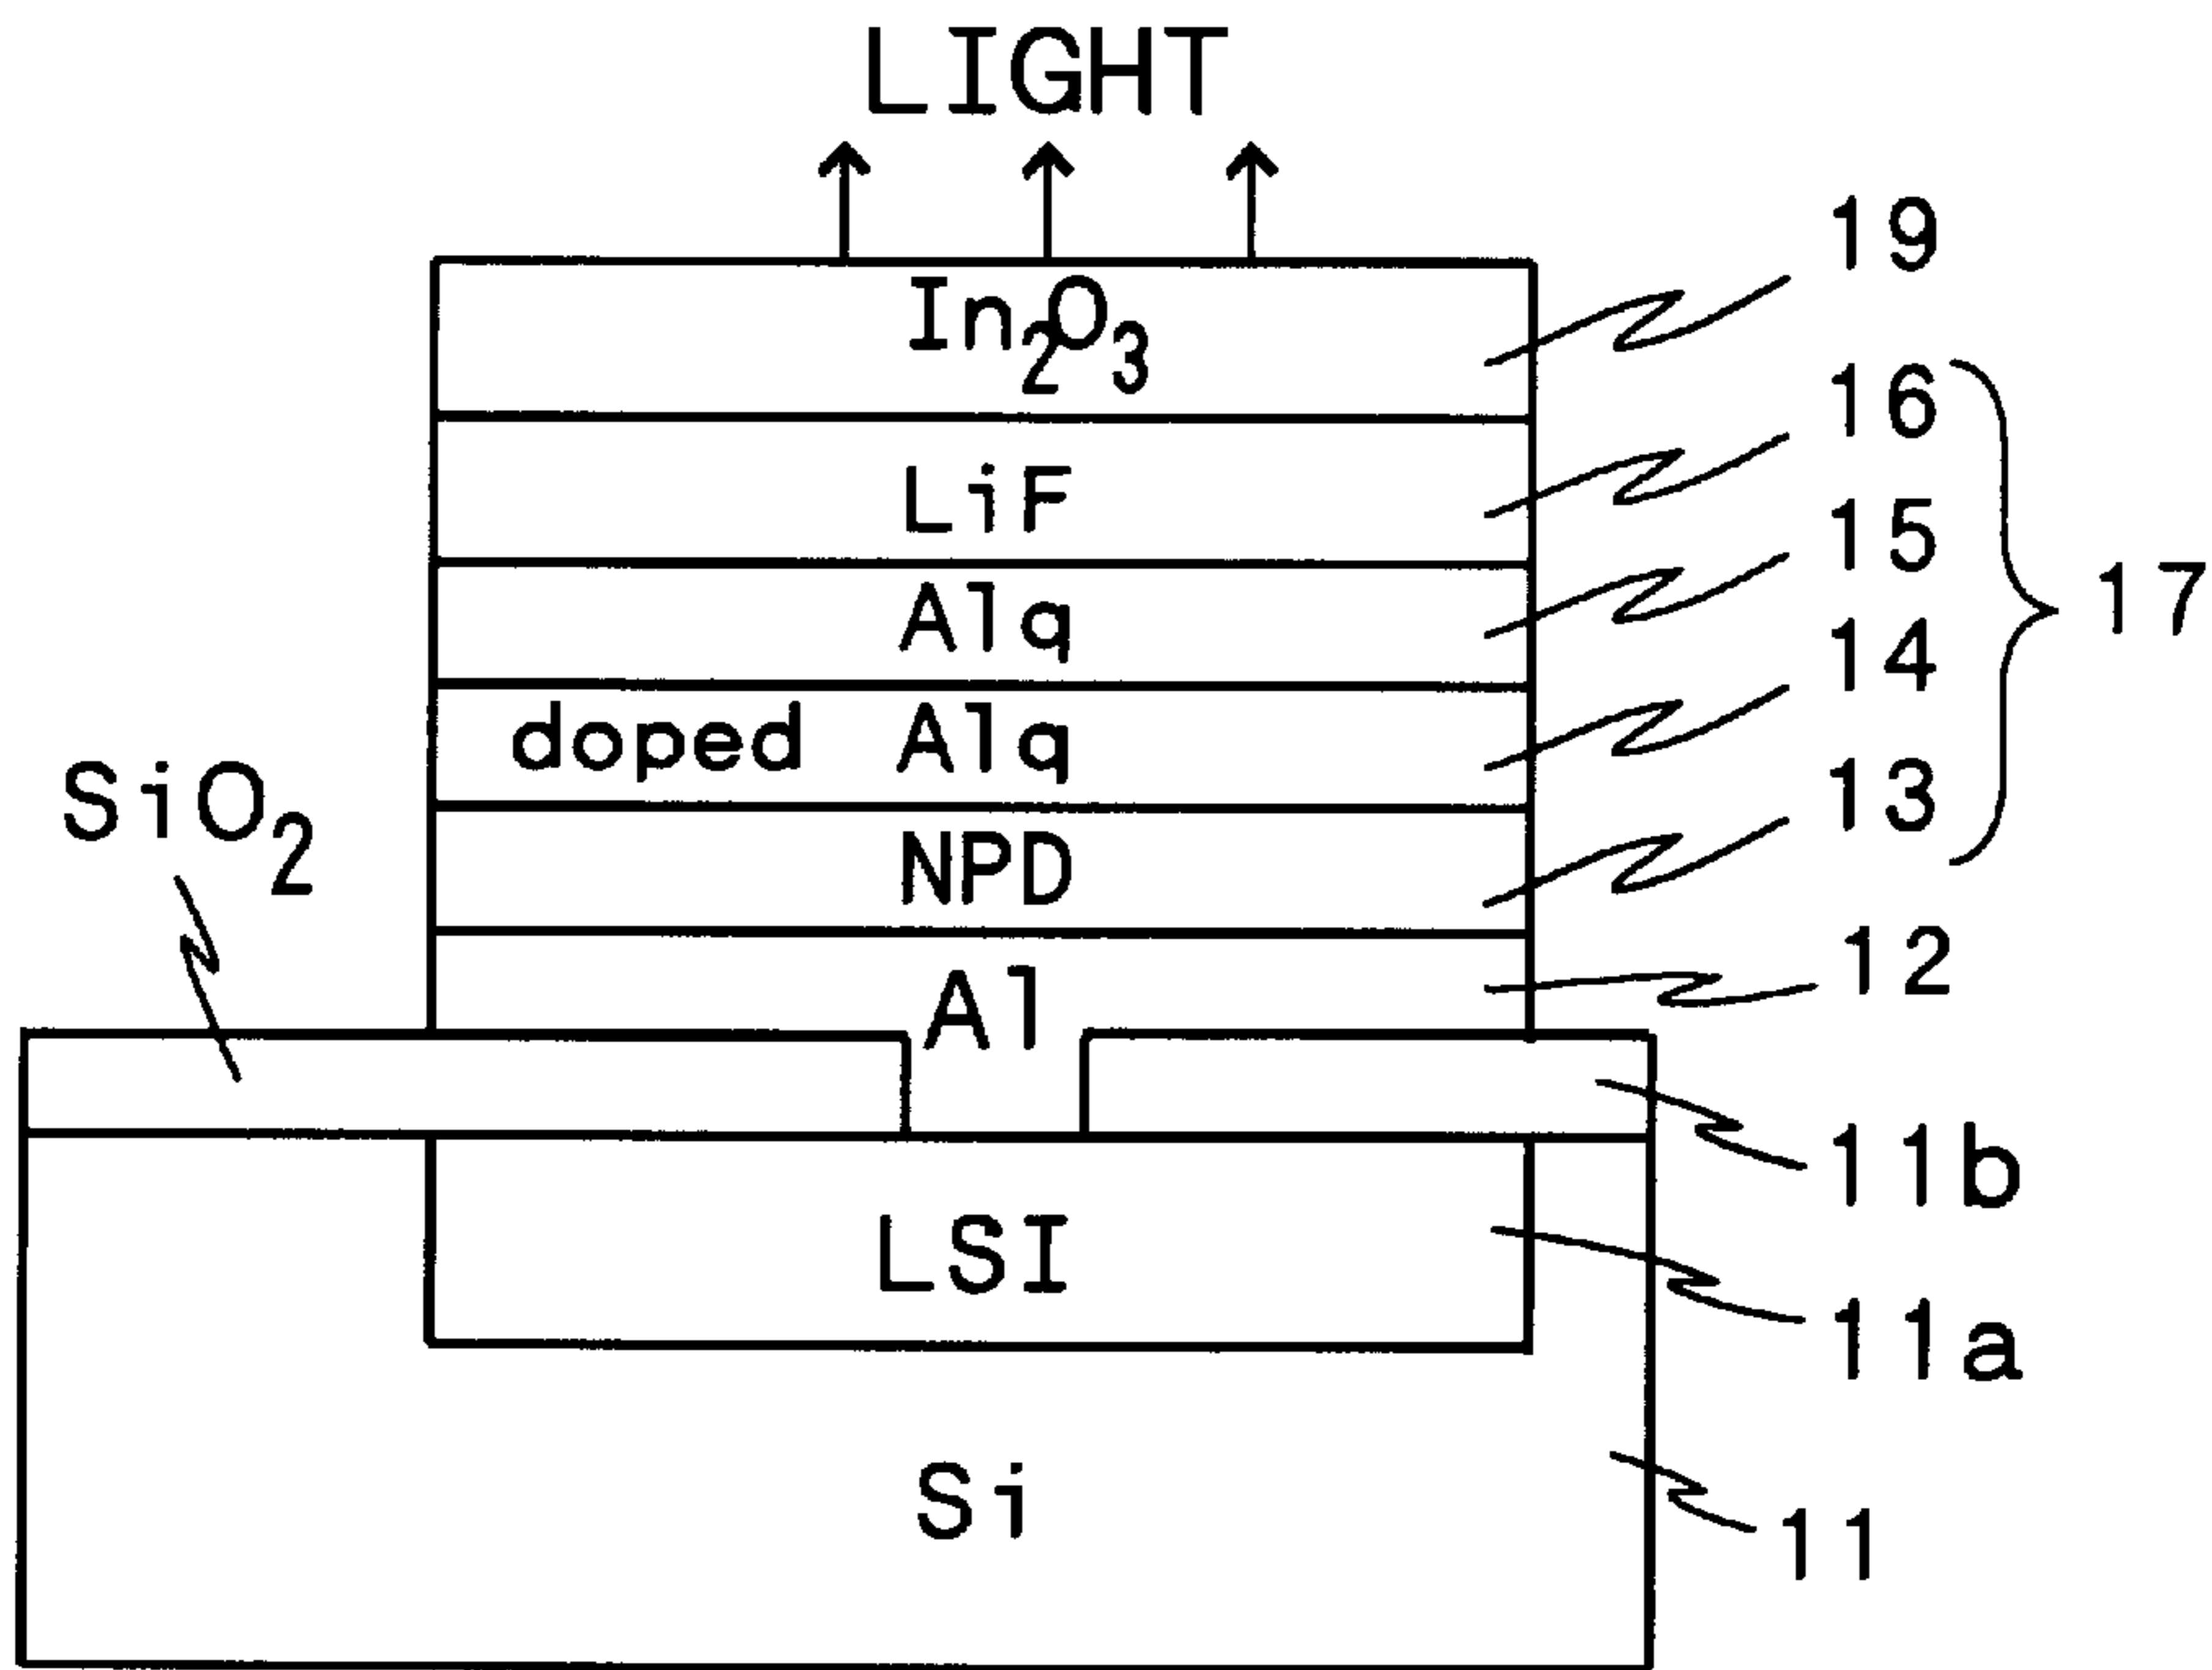 LIGHT
In₂O₃ 19
LiF 16
Alq 15
17
doped Alq 14
SiO₂
NPD 13
Al 12
11b
LSI 11a
Si 11